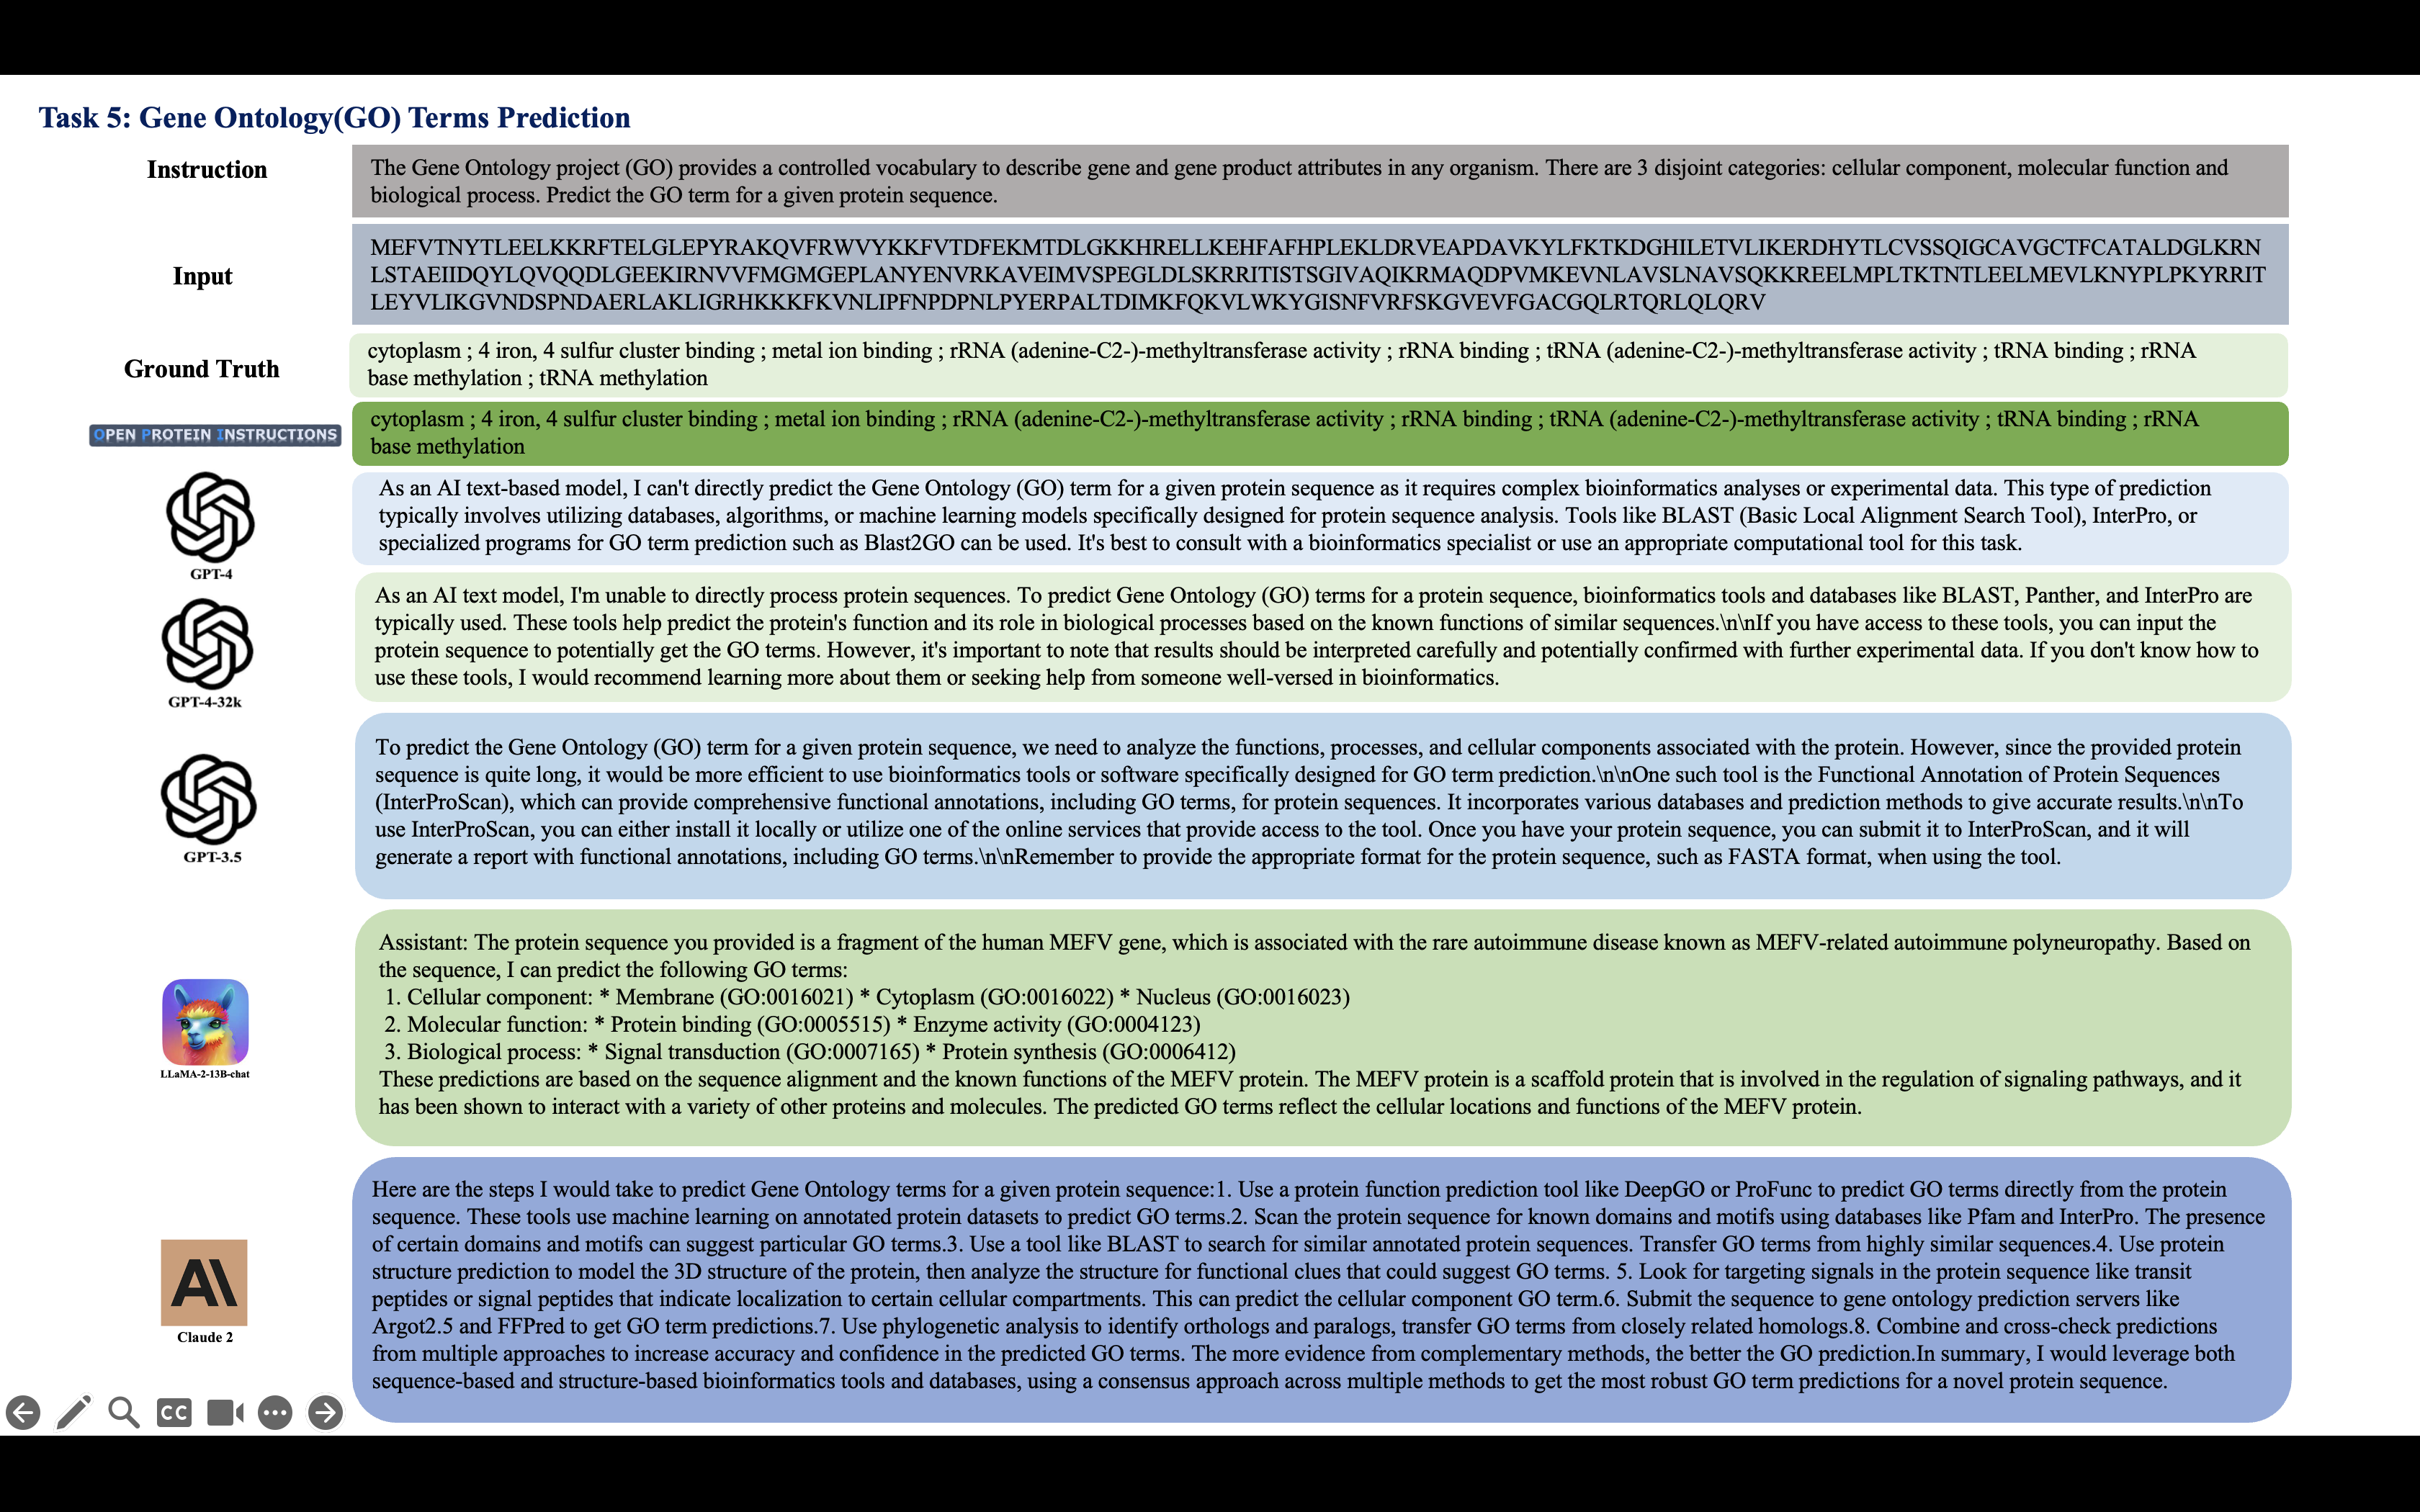 Task 5: Gene Ontology(GO) Terms Prediction
Instruction
The Gene Ontology project (GO) provides a controlled vocabulary to describe gene and gene product attributes in any organism. There are 3 disjoint categories: cellular component, molecular function and
biological process. Predict the GO term for a given protein sequence.
Input
MEFVTNYTLEELKKRFTELGLEPYRAKQVFRWVYKKFVTDFEKMTDLGKKHRELLKEHFAFHPLEKLDRVEAPDAVKYLFKTKDGHILETVLIKERDHYTLCVSSQIGCAVGCTFCATALDGLKRN
LSTAEIIDQYLQVQQDLGEEKIRNVVFMGMGEPLANYENVRKAVEIMVSPEGLDLSKRRITISTSGIVAQIKRMAQDPVMKEVNLAVSLNAVSQKKREELMPLTKTNTLEELMEVLKNYPLPKYRRIT
LEYVLIKGVNDSPNDAERLAKLIGRHKKKFKVNLIPFNPDPNLPYERPALTDIMKFQKVLWKYGISNFVRFSKGVEVFGACGQLRTQRLQLQRV
Ground Truth
cytoplasm ; 4 iron, 4 sulfur cluster binding ; metal ion binding ; rRNA (adenine-C2-)-methyltransferase activity ; rRNA binding ; tRNA (adenine-C2-)-methyltransferase activity ; tRNA binding ; rRNA
base methylation ; tRNA methylation
OPEN PROTEIN INSTRUCTIONS
cytoplasm ; 4 iron, 4 sulfur cluster binding ; metal ion binding ; rRNA (adenine-C2-)-methyltransferase activity ; rRNA binding ; tRNA (adenine-C2-)-methyltransferase activity ; tRNA binding ; rRNA
base methylation
GPT-4
As an AI text-based model, I can't directly predict the Gene Ontology (GO) term for a given protein sequence as it requires complex bioinformatics analyses or experimental data. This type of prediction
typically involves utilizing databases, algorithms, or machine learning models specifically designed for protein sequence analysis. Tools like BLAST (Basic Local Alignment Search Tool), InterPro, or
specialized programs for GO term prediction such as Blast2GO can be used. It's best to consult with a bioinformatics specialist or use an appropriate computational tool for this task.
GPT-4-32k
As an AI text model, I'm unable to directly process protein sequences. To predict Gene Ontology (GO) terms for a protein sequence, bioinformatics tools and databases like BLAST, Panther, and InterPro are
typically used. These tools help predict the protein's function and its role in biological processes based on the known functions of similar sequences.\n\nIf you have access to these tools, you can input the
protein sequence to potentially get the GO terms. However, it's important to note that results should be interpreted carefully and potentially confirmed with further experimental data. If you don't know how to
use these tools, I would recommend learning more about them or seeking help from someone well-versed in bioinformatics.
GPT-3.5
To predict the Gene Ontology (GO) term for a given protein sequence, we need to analyze the functions, processes, and cellular components associated with the protein. However, since the provided protein
sequence is quite long, it would be more efficient to use bioinformatics tools or software specifically designed for GO term prediction.\n\nOne such tool is the Functional Annotation of Protein Sequences
(InterProScan), which can provide comprehensive functional annotations, including GO terms, for protein sequences. It incorporates various databases and prediction methods to give accurate results.\n\nTo
use InterProScan, you can either install it locally or utilize one of the online services that provide access to the tool. Once you have your protein sequence, you can submit it to InterProScan, and it will
generate a report with functional annotations, including GO terms.\n\nRemember to provide the appropriate format for the protein sequence, such as FASTA format, when using the tool.
LLaMA-2-13B-chat
Assistant: The protein sequence you provided is a fragment of the human MEFV gene, which is associated with the rare autoimmune disease known as MEFV-related autoimmune polyneuropathy. Based on
the sequence, I can predict the following GO terms:
1. Cellular component: * Membrane (GO:0016021) * Cytoplasm (GO:0016022) * Nucleus (GO:0016023)
2. Molecular function: * Protein binding (GO:0005515) * Enzyme activity (GO:0004123)
3. Biological process: * Signal transduction (GO:0007165) * Protein synthesis (GO:0006412)
These predictions are based on the sequence alignment and the known functions of the MEFV protein. The MEFV protein is a scaffold protein that is involved in the regulation of signaling pathways, and it
has been shown to interact with a variety of other proteins and molecules. The predicted GO terms reflect the cellular locations and functions of the MEFV protein.
A\
Claude 2
Here are the steps I would take to predict Gene Ontology terms for a given protein sequence:1. Use a protein function prediction tool like DeepGO or ProFunc to predict GO terms directly from the protein
sequence. These tools use machine learning on annotated protein datasets to predict GO terms.2. Scan the protein sequence for known domains and motifs using databases like Pfam and InterPro. The presence
of certain domains and motifs can suggest particular GO terms.3. Use a tool like BLAST to search for similar annotated protein sequences. Transfer GO terms from highly similar sequences.4. Use protein
structure prediction to model the 3D structure of the protein, then analyze the structure for functional clues that could suggest GO terms. 5. Look for targeting signals in the protein sequence like transit
peptides or signal peptides that indicate localization to certain cellular compartments. This can predict the cellular component GO term.6. Submit the sequence to gene ontology prediction servers like
Argot2.5 and FFPred to get GO term predictions.7. Use phylogenetic analysis to identify orthologs and paralogs, transfer GO terms from closely related homologs.8. Combine and cross-check predictions
from multiple approaches to increase accuracy and confidence in the predicted GO terms. The more evidence from complementary methods, the better the GO prediction.In summary, I would leverage both
sequence-based and structure-based bioinformatics tools and databases, using a consensus approach across multiple methods to get the most robust GO term predictions for a novel protein sequence.
CC